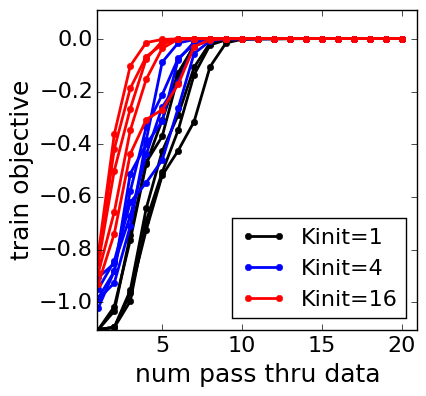 train objective
0.0
−0.2
−0.4
−0.6
−0.8
−1.0
Kinit=1
Kinit=4
Kinit=16
5 10 15 20
num pass thru data